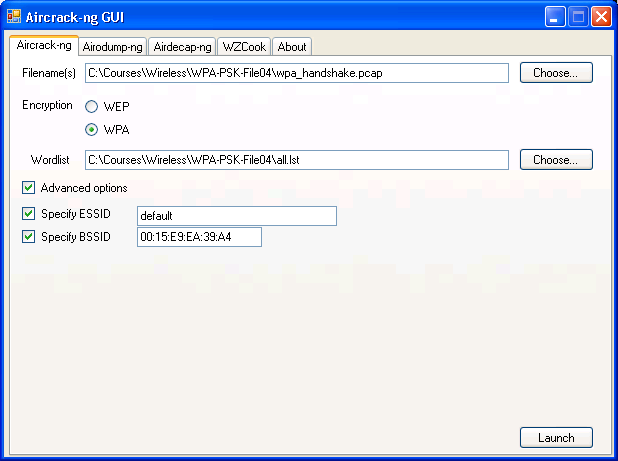 Aircrack-ng GUI
Aircrack-ng Airodump-ng Airdecap-ng WZCook About
Filename(s) C:\Courses\Wireless\WPA-PSK-File04\wpa_handshake.pcap Choose...
Encryption WEP
WPA
Wordlist C:\Courses\Wireless\WPA-PSK-File04\all.lst Choose...
Advanced options
Specify ESSID default
Specify BSSID 00:15:E9:EA:39:A4
Launch